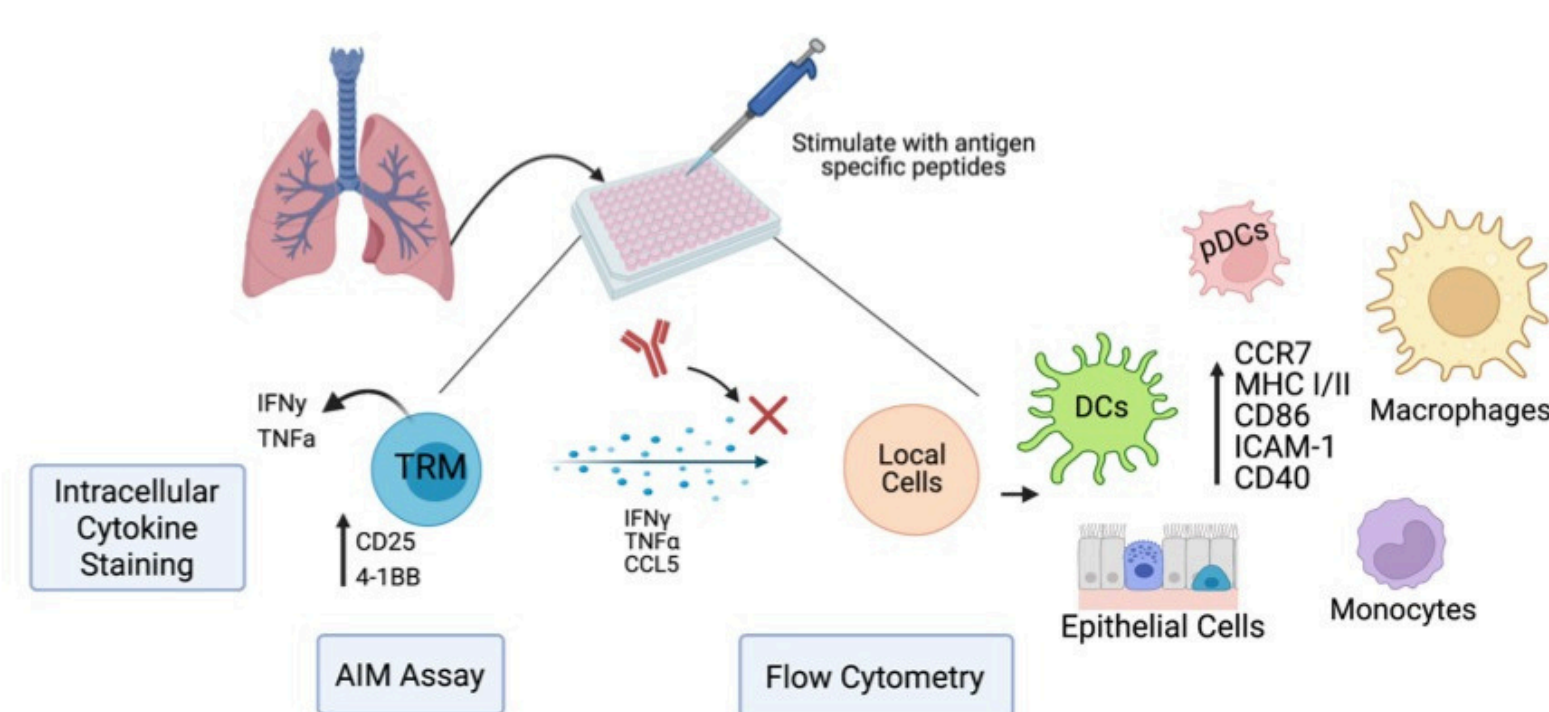 Stimulate with antigen
specific peptides
pDCs
CCR7
MHC I/II
CD86
ICAM-1
CD40
Macrophages
DCs
IFNy
TNFa
TRM
Local
Cells
Intracellular
Cytokine
Staining
CD25
4-1BB
IFNγ
TNFα
CCL5
Epithelial Cells
Monocytes
AIM Assay
Flow Cytometry